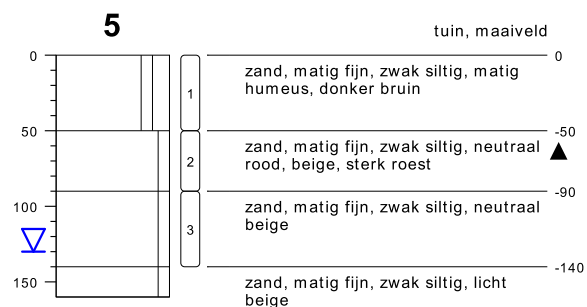 5
tuin, maaiveld
0
0
zand, matig fijn, zwak siltig, matig
humeus, donker bruin
1
50
-50
zand, matig fijn, zwak siltig, neutraal
rood, beige, sterk roest
2
-90
100
zand, matig fijn, zwak siltig, neutraal
beige
3
-140
150
zand, matig fijn, zwak siltig, licht
beige